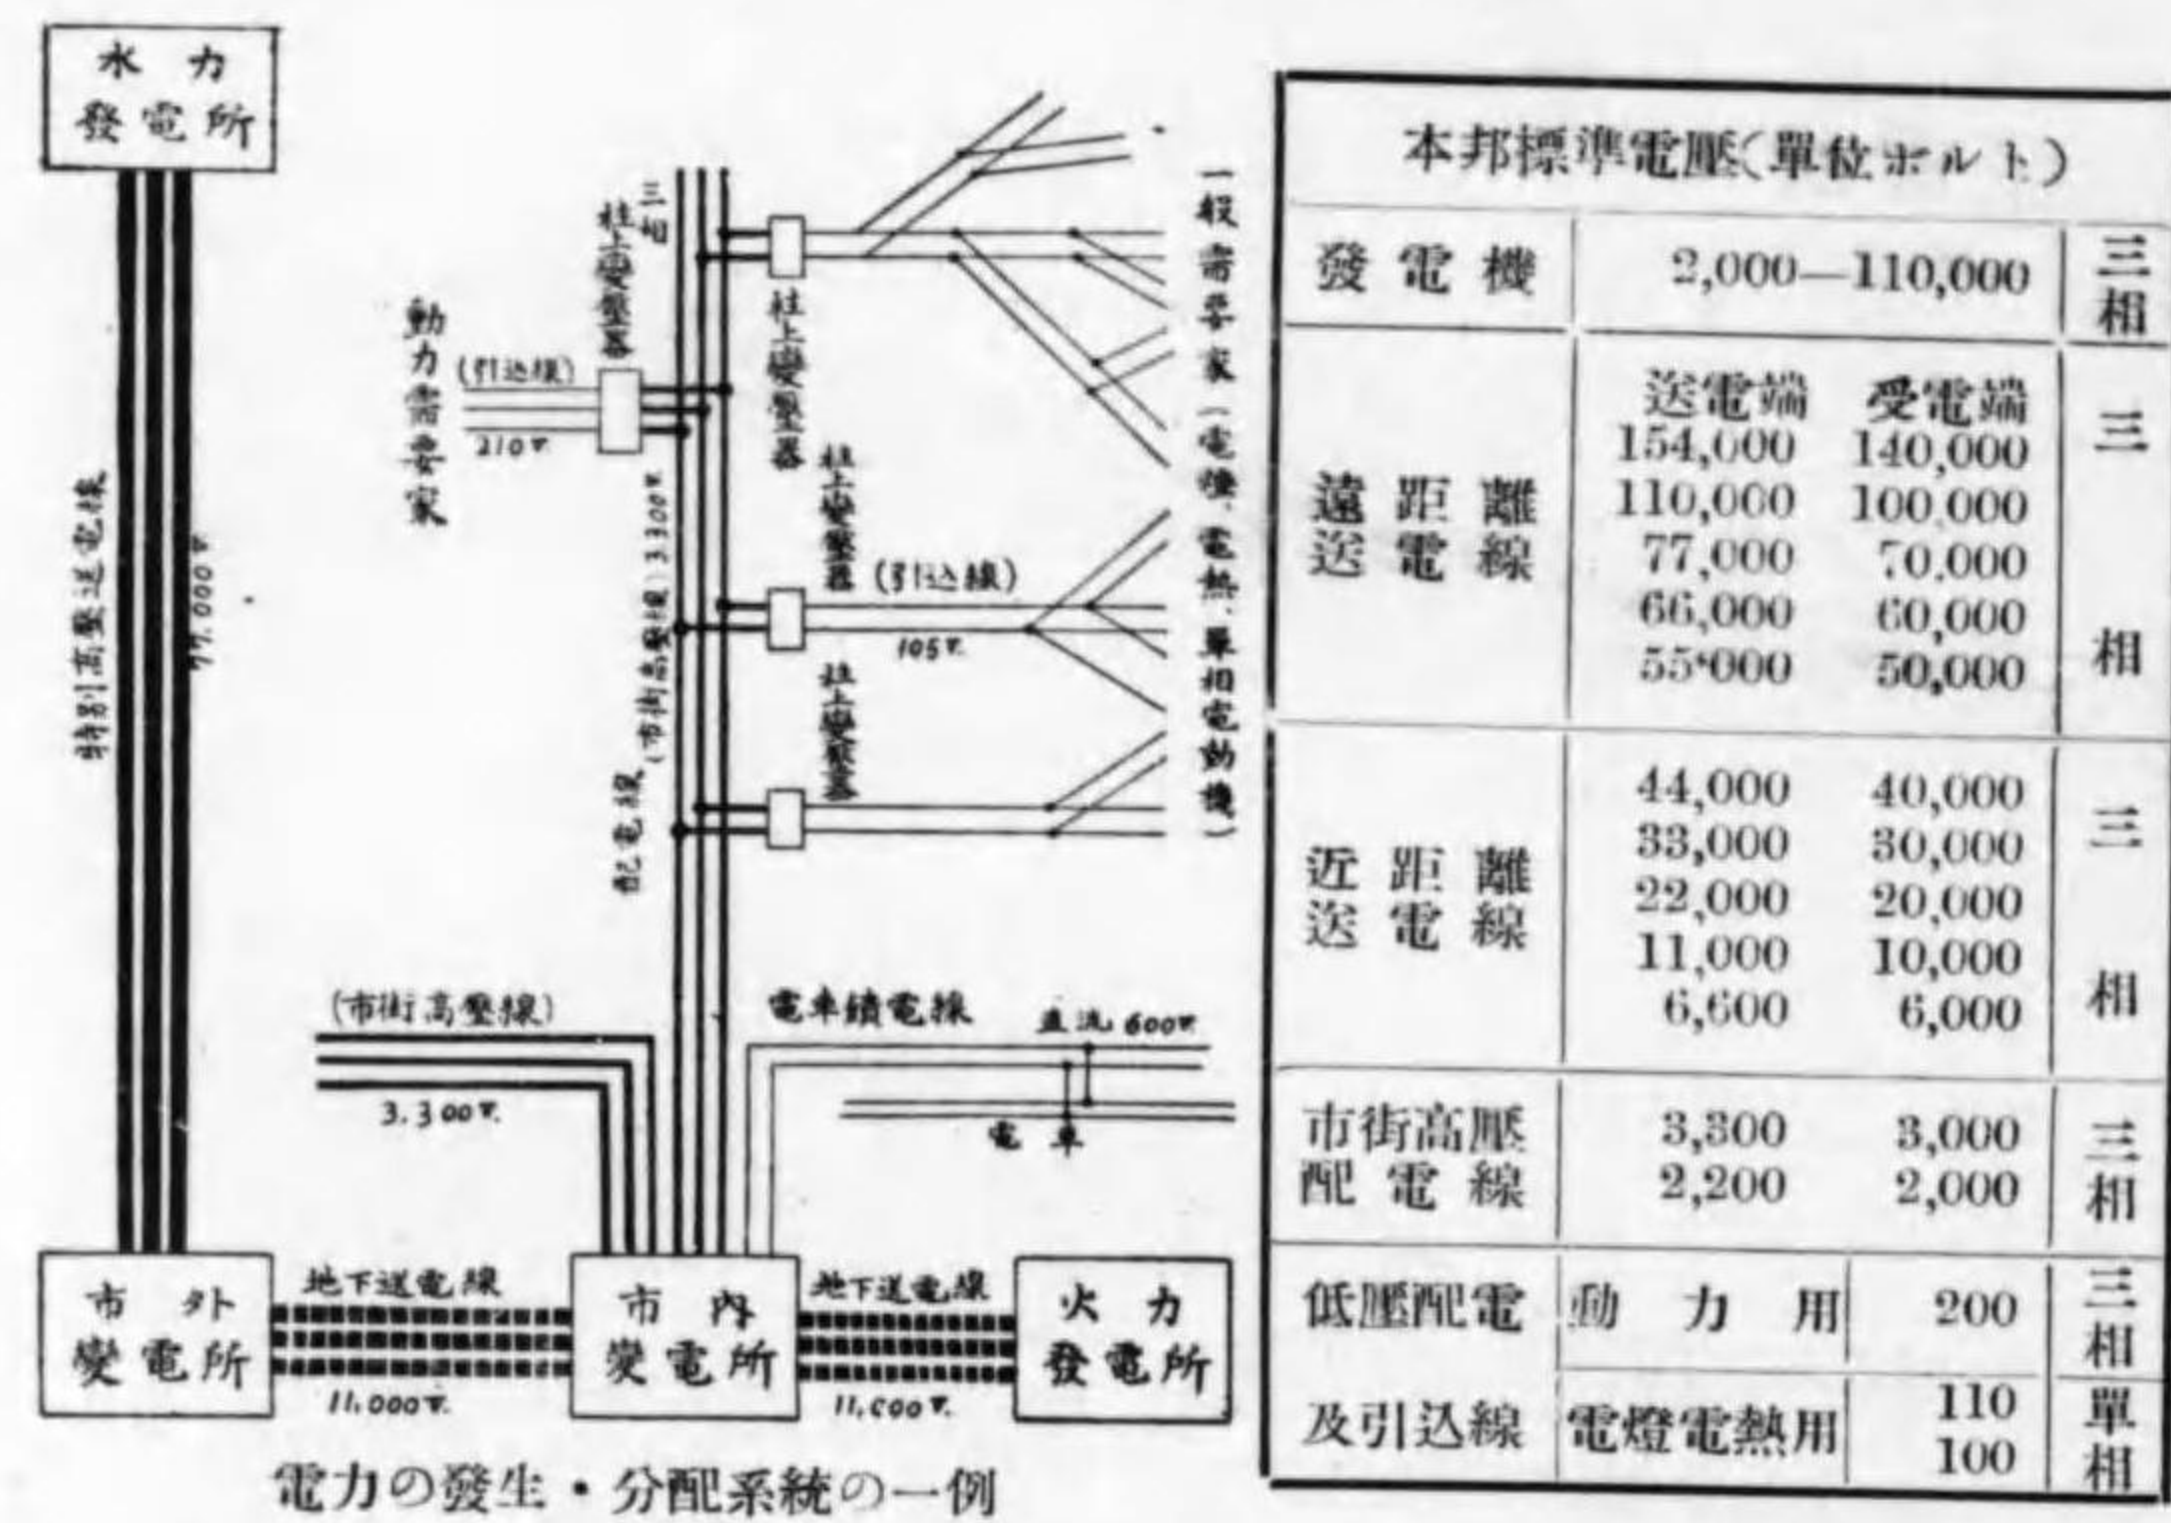 水力
發電所
特別高壓送電線
77.000V
動力需要家
(引込線)
210V
柱上變壓器
三相
柱上變壓器
柱上變壓器
(引込線)
105V.
柱上變壓器
配電線(市街高壓線)3300V
一般需要家(電燈、電熱、單相電動機)
(市街高壓線)
3.300V.
電車饋電線
直流600V
電車
市外
變電所
地下送電線
11.000V.
市內
變電所
地下送電線
11.000V.
火力
發電所
電力の發生・分配系統の一例
本邦標準電壓(單位ボルト)
發電機 2,000—110,000 三相
送電端 受電端
遠距離
送電線
154,000 140,000
110,000 100,000
77,000 70,000
66,000 60,000
55,000 50,000
三相
近距離
送電線
44,000 40,000
33,000 30,000
22,000 20,000
11,000 10,000
6,600 6,000
三相
市街高壓
配電線
3,300 3,000
2,200 2,000
三相
低壓配電
及引込線
動力用 200 三相
電燈電熱用 110
100
單相